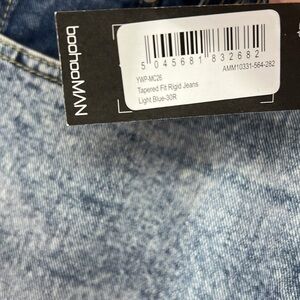 boohooMAN
5 045681 832682
YWP-MC26
AMM10331-564-282
Tapered Fit Rigid Jeans
Light Blue-30R